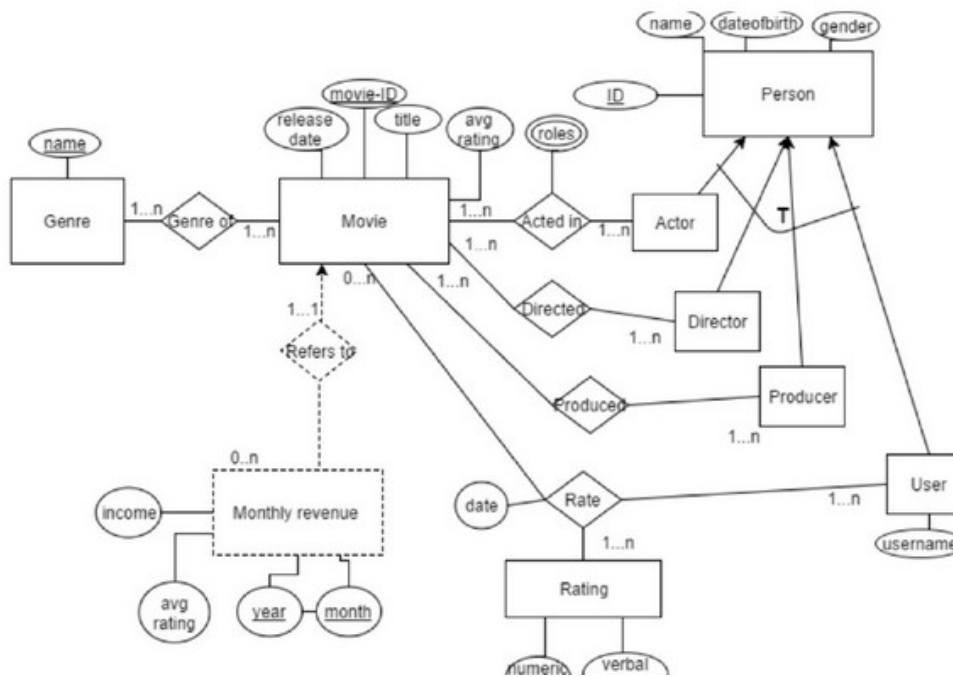 name
dateofbirth
gender
ID
Person
movie-ID
release
date
title
avg
rating
roles
name
Genre
1...n
Genre of
1...n
Movie
1...n
Acted in
1...n
Actor
T
1...n
Directed
1...n
Director
0...n
1...n
Produced
1...n
Producer
1...1
Refers to
0..n
Monthly revenue
income
avg
rating
year
month
date
Rate
1...n
User
username
1...n
Rating
numeric
verbal